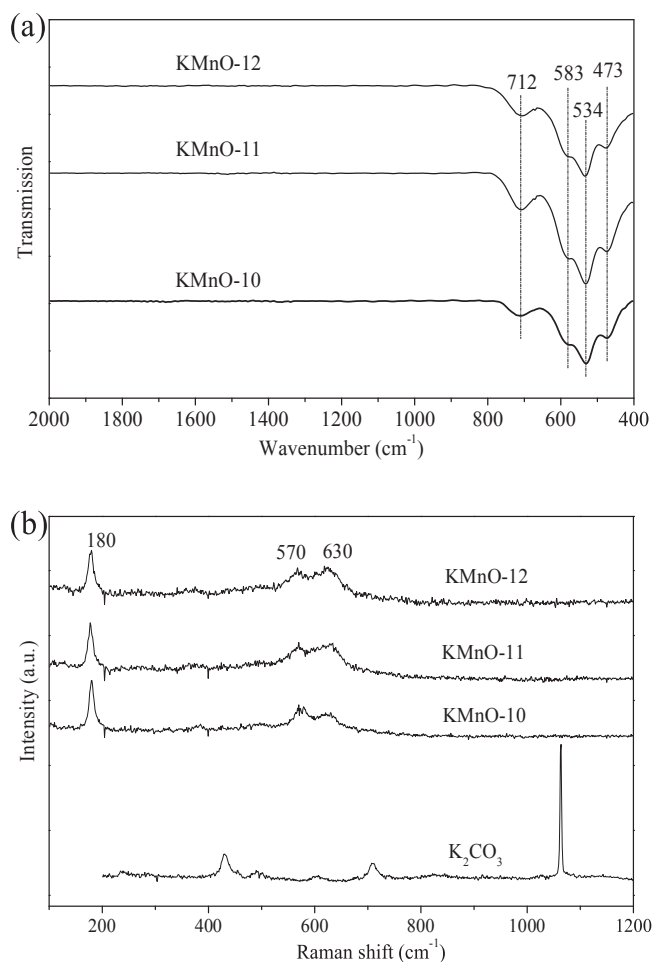 (a)
KMnO-12
712
583
473
534
KMnO-11
KMnO-10
Transmission
2000 1800 1600 1400 1200 1000 800 600 400
Wavenumber (cm⁻¹)
(b)
180
570
630
KMnO-12
KMnO-11
KMnO-10
K₂CO₃
Intensity (a.u.)
200 400 600 800 1000 1200
Raman shift (cm⁻¹)